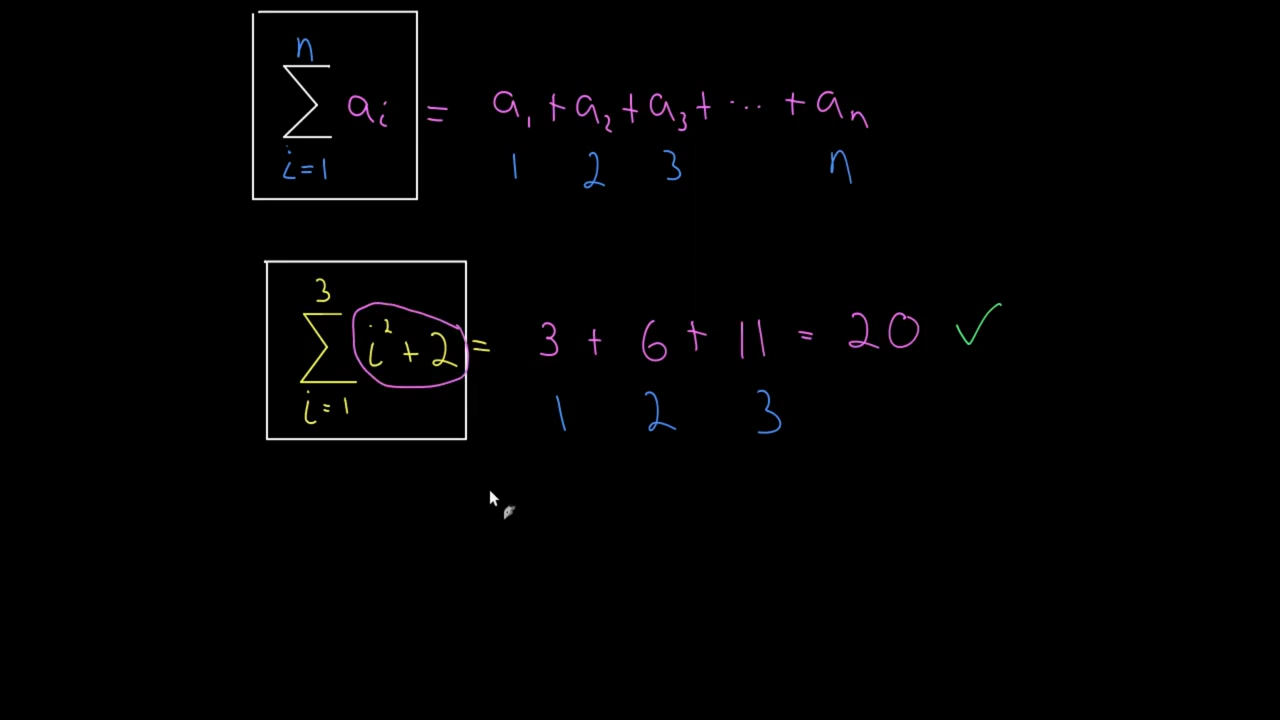 n
∑ aᵢ = a₁ + a₂ + a₃ + ... + aₙ
i=1 1 2 3 n
3
∑ i² + 2 = 3 + 6 + 11 = 20 ✓
i=1 1 2 3